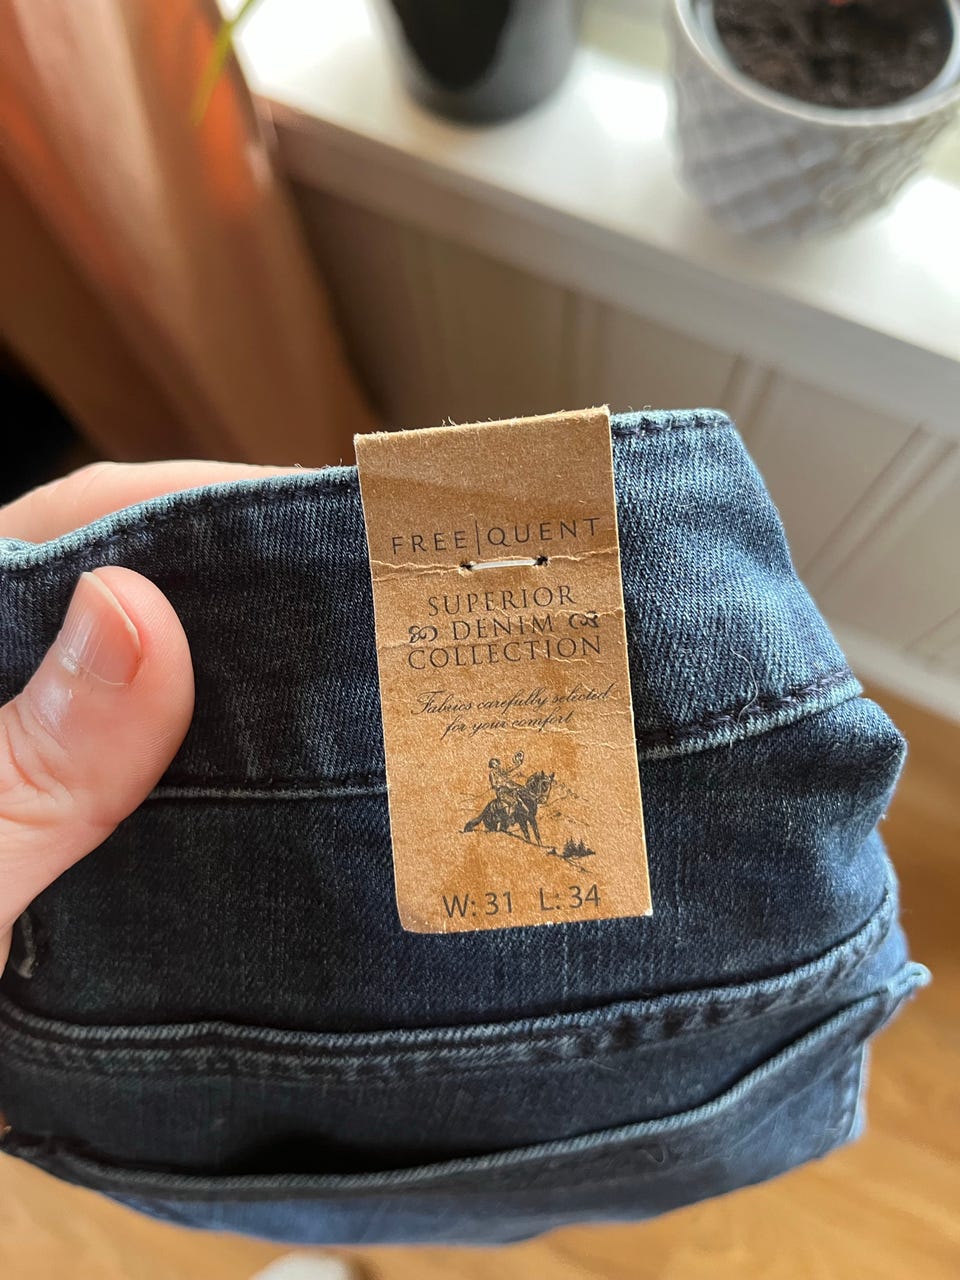 FREE|QUENT
SUPERIOR
DENIM
COLLECTION
Fabrics carefully selected
for your comfort
W: 31 L: 34